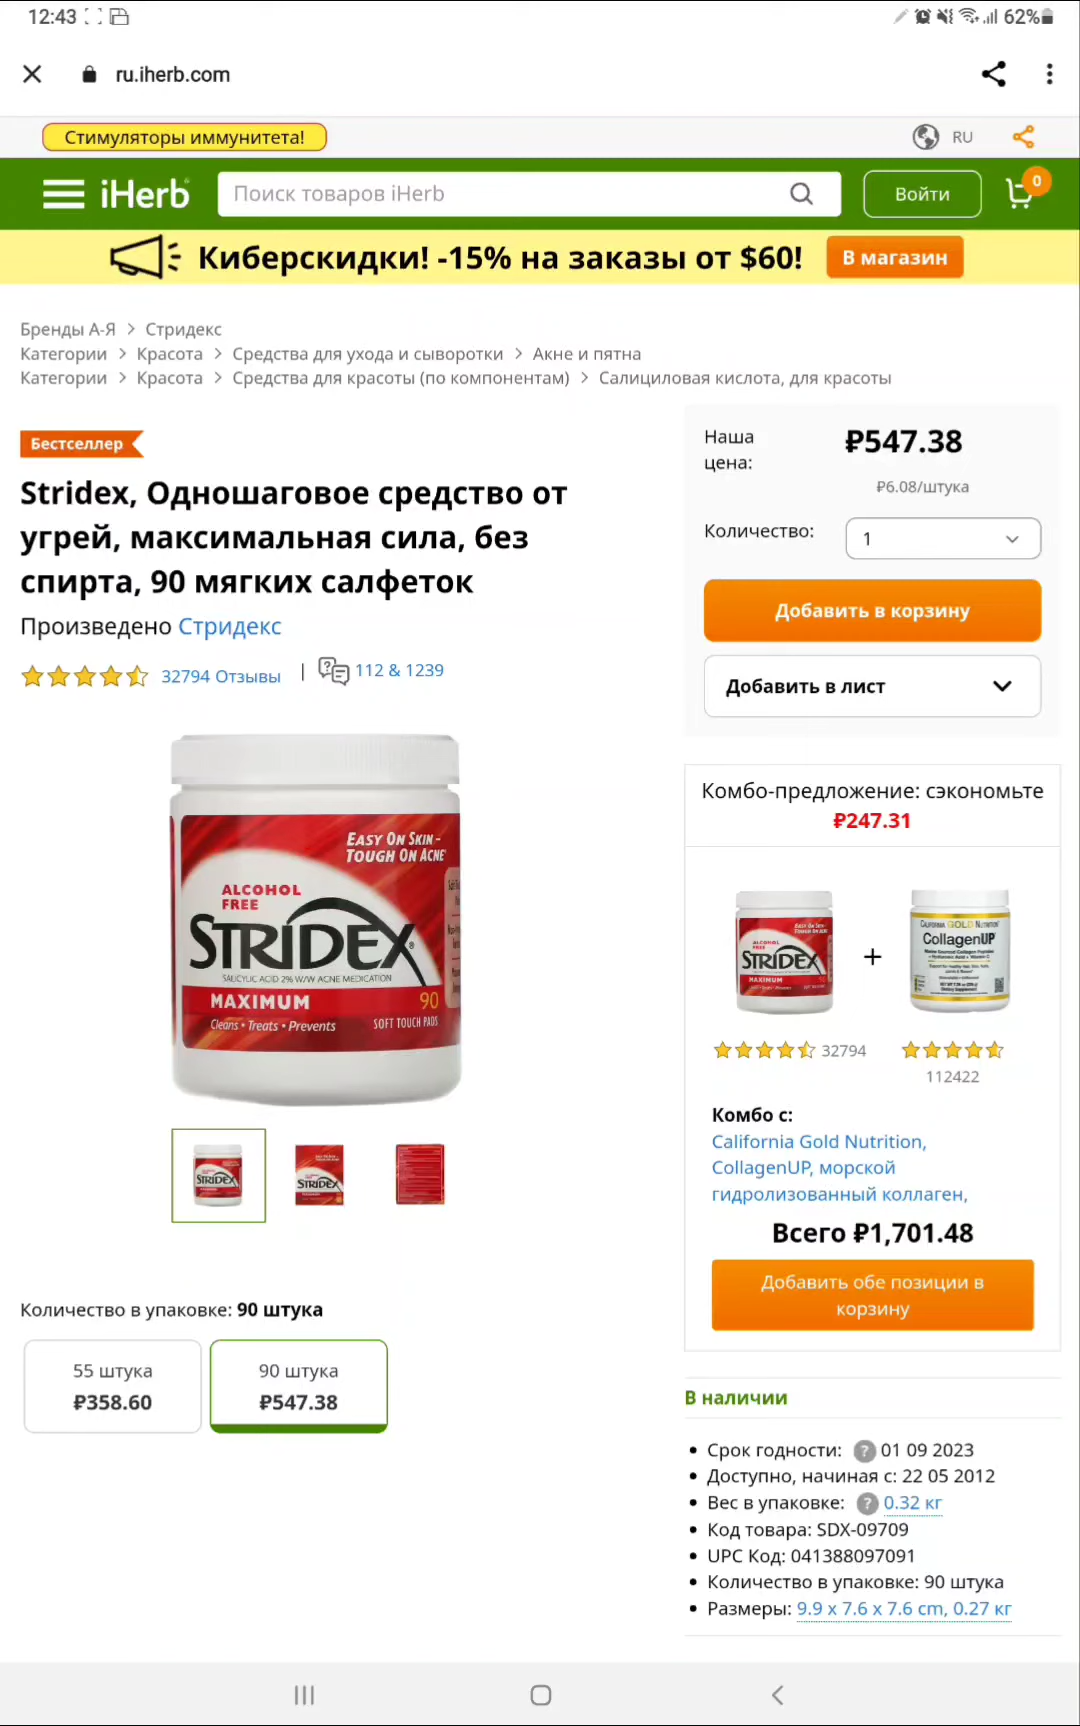 12:43
62%
ru.iherb.com
Стимуляторы иммунитета!
RU
iHerb
Поиск товаров iHerb
Войти
0
Киберскидки! -15% на заказы от $60!
В магазин
Бренды А-Я > Стридекс
Категории > Красота > Средства для ухода и сыворотки > Акне и пятна
Категории > Красота > Средства для красоты (по компонентам) > Салициловая кислота, для красоты
Бестселлер
Stridex, Одношаговое средство от
угрей, максимальная сила, без
спирта, 90 мягких салфеток
Произведено Стридекс
32794 Отзывы | 112 & 1239
EASY ON SKIN -
TOUGH ON ACNE
ALCOHOL
FREE
STRIDEX®
SALICYLIC ACID 2% W/W ACNE MEDICATION
MAXIMUM
90
Cleans • Treats • Prevents
SOFT TOUCH PADS
STRIDEX
STRIDEX
Количество в упаковке: 90 штука
55 штука
₽358.60
90 штука
₽547.38
Наша
цена:
₽547.38
₽6.08/штука
Количество:
1
Добавить в корзину
Добавить в лист
Комбо-предложение: сэкономьте
₽247.31
ALCOHOL
FREE
STRIDEX
MAXIMUM
+
CALIFORNIA GOLD NUTRITION
CollagenUP
32794
112422
Комбо с:
California Gold Nutrition,
CollagenUP, морской
гидролизованный коллаген,
Всего ₽1,701.48
Добавить обе позиции в
корзину
В наличии
Срок годности: ? 01 09 2023
Доступно, начиная с: 22 05 2012
Вес в упаковке: ? 0.32 кг
Код товара: SDX-09709
UPC Код: 041388097091
Количество в упаковке: 90 штука
Размеры: 9.9 x 7.6 x 7.6 cm, 0.27 кг